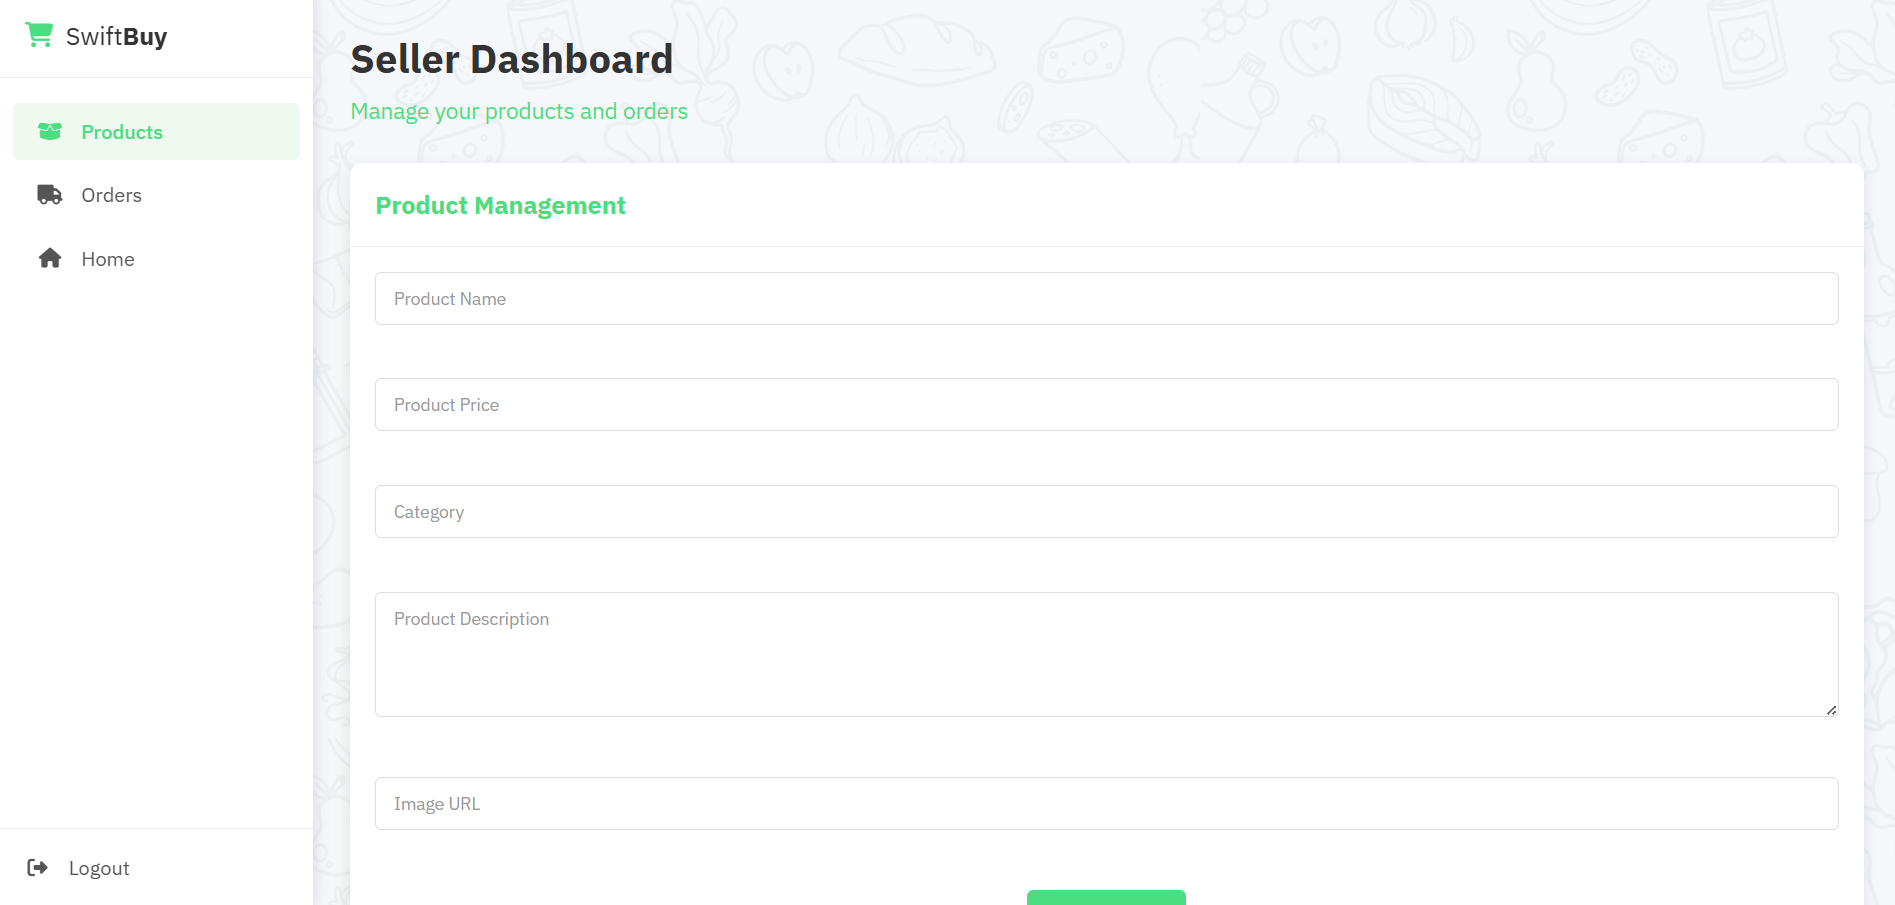 SwiftBuy
Products
Orders
Home
Logout
Seller Dashboard
Manage your products and orders
Product Management
Product Name
Product Price
Category
Product Description
Image URL